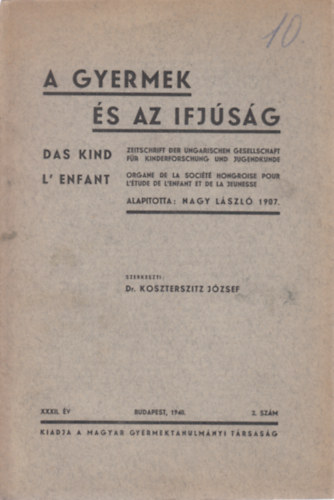 10.
A GYERMEK
ÉS AZ IFJÚSÁG
DAS KIND
ZEITSCHRIFT DER UNGARISCHEN GESELLSCHAFT
FÜR KINDERFORSCHUNG UND JUGENDKUNDE
L' ENFANT
ORGANE DE LA SOCIÉTÉ HONGROISE POUR
L'ÉTUDE DE L'ENFANT ET DE LA JEUNESSE
ALAPITOTTA: NAGY LÁSZLÓ 1907.
SZERKESZTI:
Dr. KOSZTERSZITZ JÓZSEF
XXXII. ÉV BUDAPEST, 1940. 2. SZÁM
KIADJA A MAGYAR GYERMEKTANULMÁNYI TÁRSASÁG